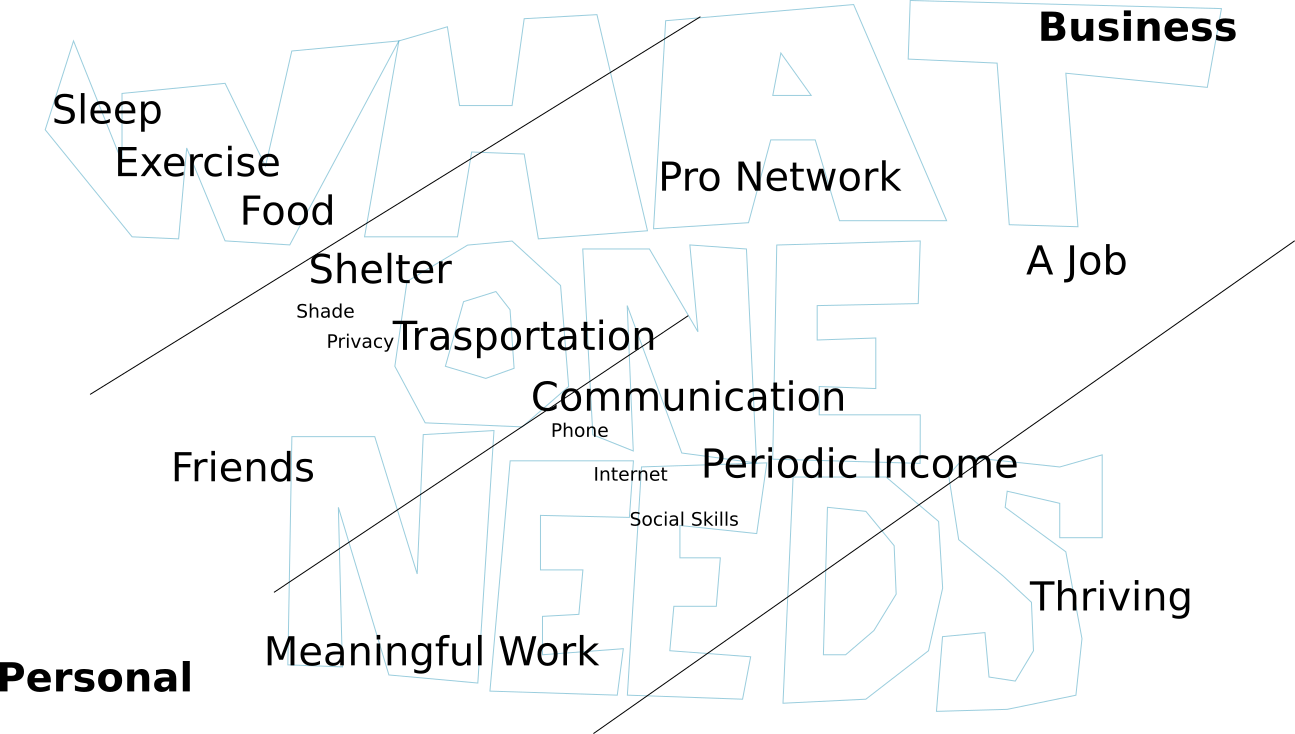 WHAT
ONE
NEEDS
Business
Sleep
Exercise
Food
Pro Network
Shelter
A Job
Shade
Privacy
Trasportation
Communication
Phone
Friends
Internet
Periodic Income
Social Skills
Thriving
Meaningful Work
Personal